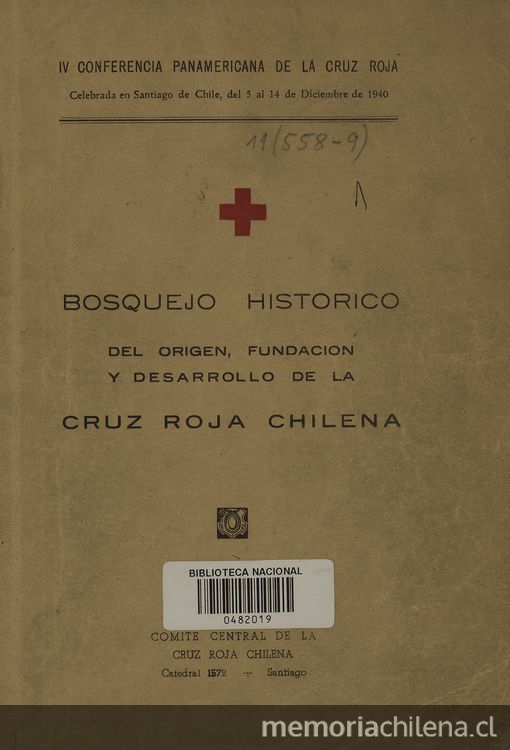 IV CONFERENCIA PANAMERICANA DE LA CRUZ ROJA
Celebrada en Santiago de Chile, del 5 al 14 de Diciembre de 1940
11(558-9)
BOSQUEJO HISTORICO
DEL ORIGEN, FUNDACION
Y DESARROLLO DE LA
CRUZ ROJA CHILENA
BIBLIOTECA NACIONAL
0482019
COMITE CENTRAL DE LA
CRUZ ROJA CHILENA
Catedral 1572 -:- Santiago
memoriachilena.cl